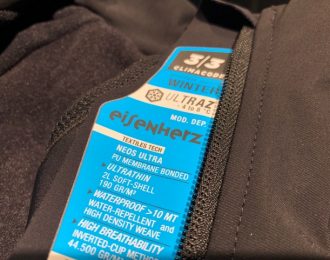 3/3
CLIMACODE
WINTER
ULTRAZ
MOD. DEP.
eisenherz
TEXTILES TECH
NEOS ULTRA
PU MEMBRANE BONDED
• ULTRATHIN
2L SOFT-SHELL
190 GR/M²
• WATERPROOF >10 MT
WATER-REPELLENT and
HIGH DENSITY WEAVE
• HIGH BREATHABILITY
INVERTED-CUP METHOD
44.500 GRAM